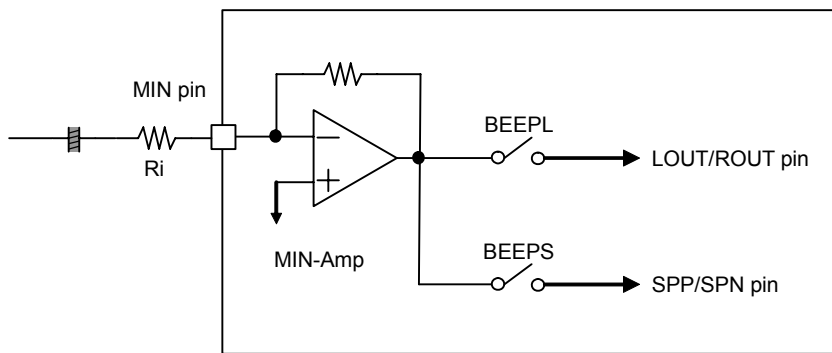 MIN pin
Ri
−
+
MIN-Amp
BEEPL
LOUT/ROUT pin
BEEPS
SPP/SPN pin